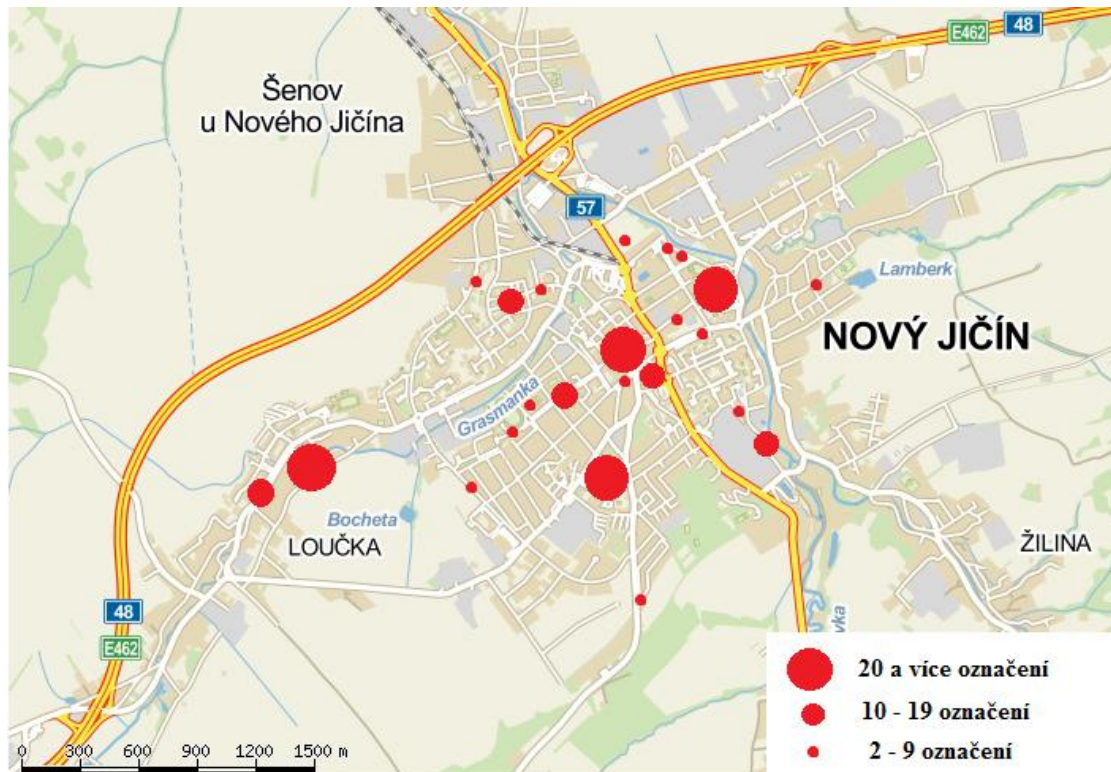 E462
48
Šenov
u Nového Jičína
57
Lamberk
NOVÝ JIČÍN
Grasmanka
Bocheta
LOUČKA
ŽILINA
48
E462
vka
20 a více označení
10 - 19 označení
2 - 9 označení
0 300 600 900 1200 1500 m